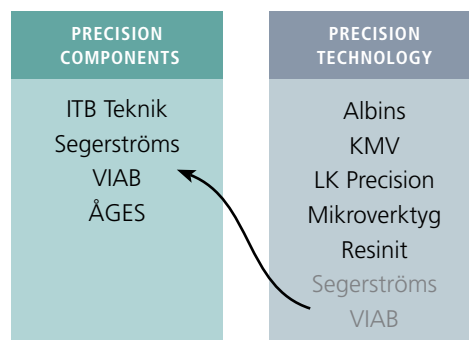 PRECISION
COMPONENTS
ITB Teknik
Segerströms
VIAB
ÅGES
PRECISION
TECHNOLOGY
Albins
KMV
LK Precision
Mikroverktyg
Resinit
Segerströms
VIAB